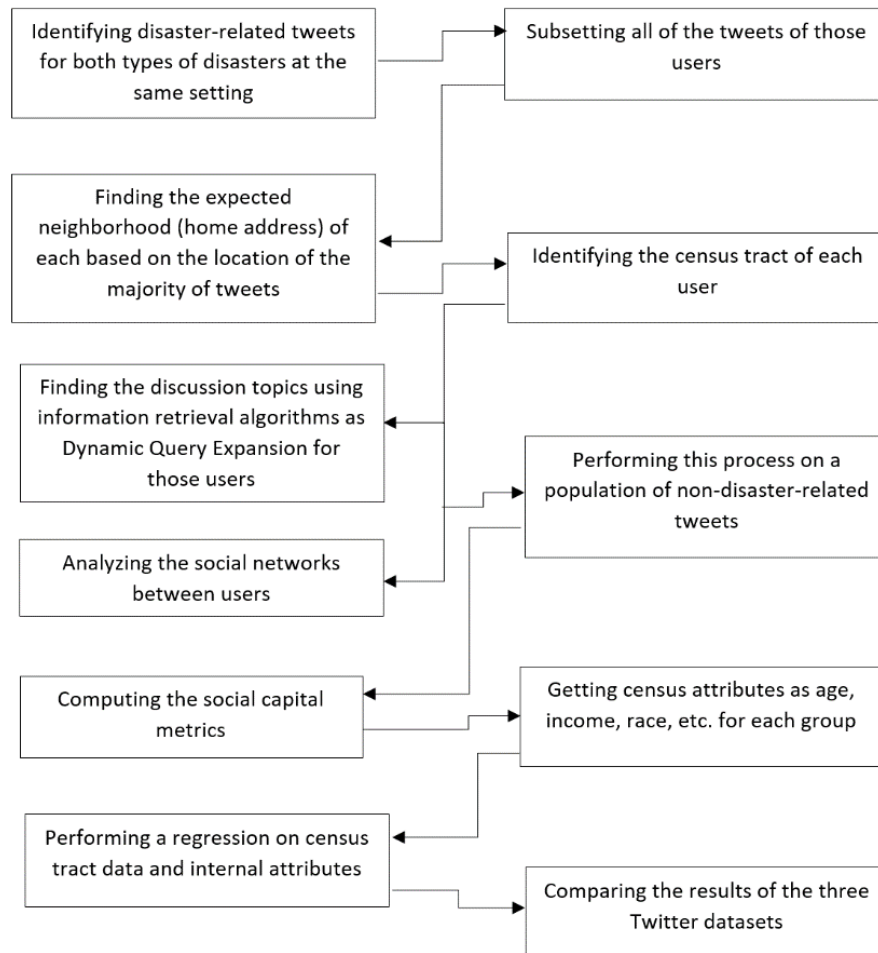 Identifying disaster-related tweets
for both types of disasters at the
same setting
Subsetting all of the tweets of those
users
Finding the expected
neighborhood (home address) of
each based on the location of the
majority of tweets
Identifying the census tract of each
user
Finding the discussion topics using
information retrieval algorithms as
Dynamic Query Expansion for
those users
Performing this process on a
population of non-disaster-related
tweets
Analyzing the social networks
between users
Computing the social capital
metrics
Getting census attributes as age,
income, race, etc. for each group
Performing a regression on census
tract data and internal attributes
Comparing the results of the three
Twitter datasets